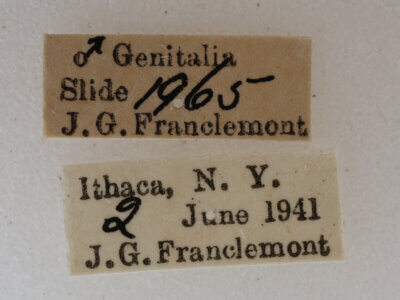 ♂ Genitalia
Slide 1965
J. G. Franclemont
Ithaca, N. Y.
2 June 1941
J. G. Franclemont